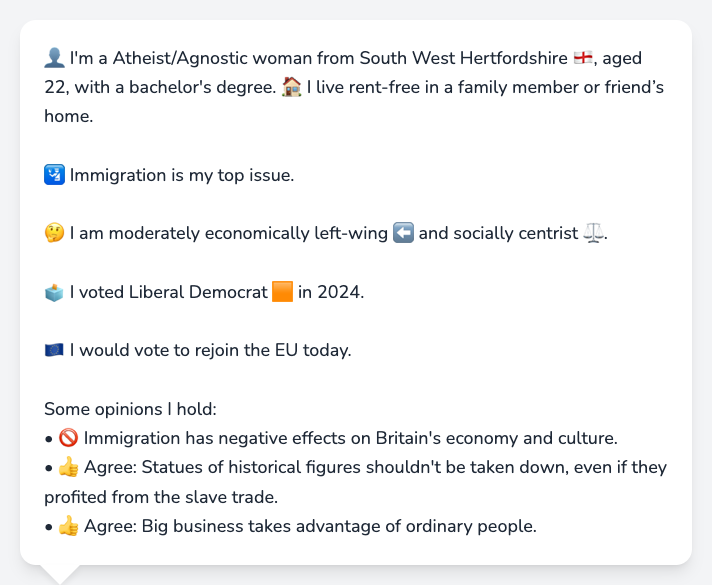 👤 I'm a Atheist/Agnostic woman from South West Hertfordshire 🏴󠁧󠁢󠁥󠁮󠁧󠁿, aged
22, with a bachelor's degree. 🏠 I live rent-free in a family member or friend’s
home.
🛂 Immigration is my top issue.
🤔 I am moderately economically left-wing ⬅️ and socially centrist ⚖️.
🗳️ I voted Liberal Democrat 🟧 in 2024.
🇪🇺 I would vote to rejoin the EU today.
Some opinions I hold:
• 🚫 Immigration has negative effects on Britain's economy and culture.
• 👍 Agree: Statues of historical figures shouldn't be taken down, even if they
profited from the slave trade.
• 👍 Agree: Big business takes advantage of ordinary people.